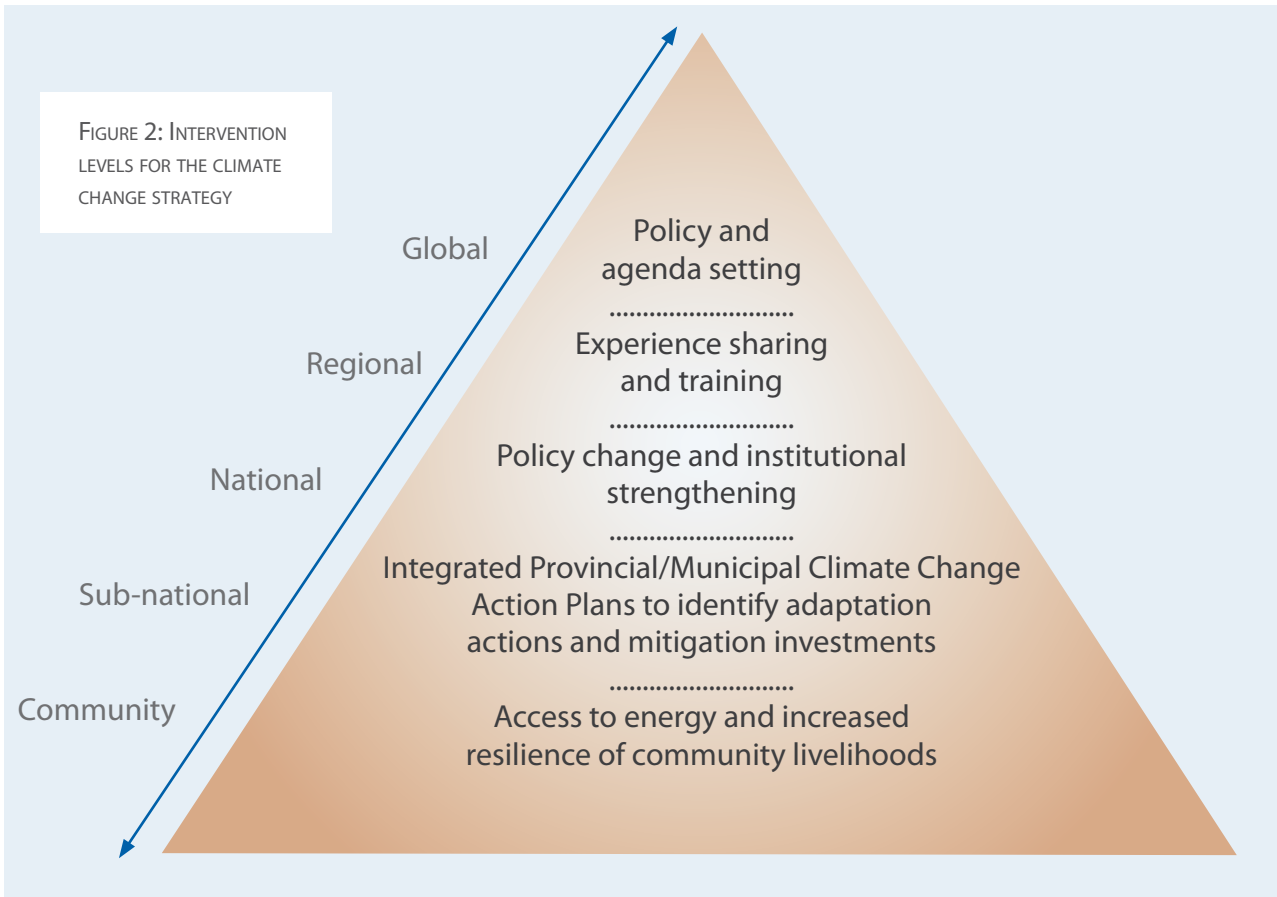 FIGURE 2: INTERVENTION
LEVELS FOR THE CLIMATE
CHANGE STRATEGY
Global
Policy and
agenda setting
............................
Regional
Experience sharing
and training
............................
National
Policy change and institutional
strengthening
............................
Sub-national
Integrated Provincial/Municipal Climate Change
Action Plans to identify adaptation
actions and mitigation investments
............................
Community
Access to energy and increased
resilience of community livelihoods